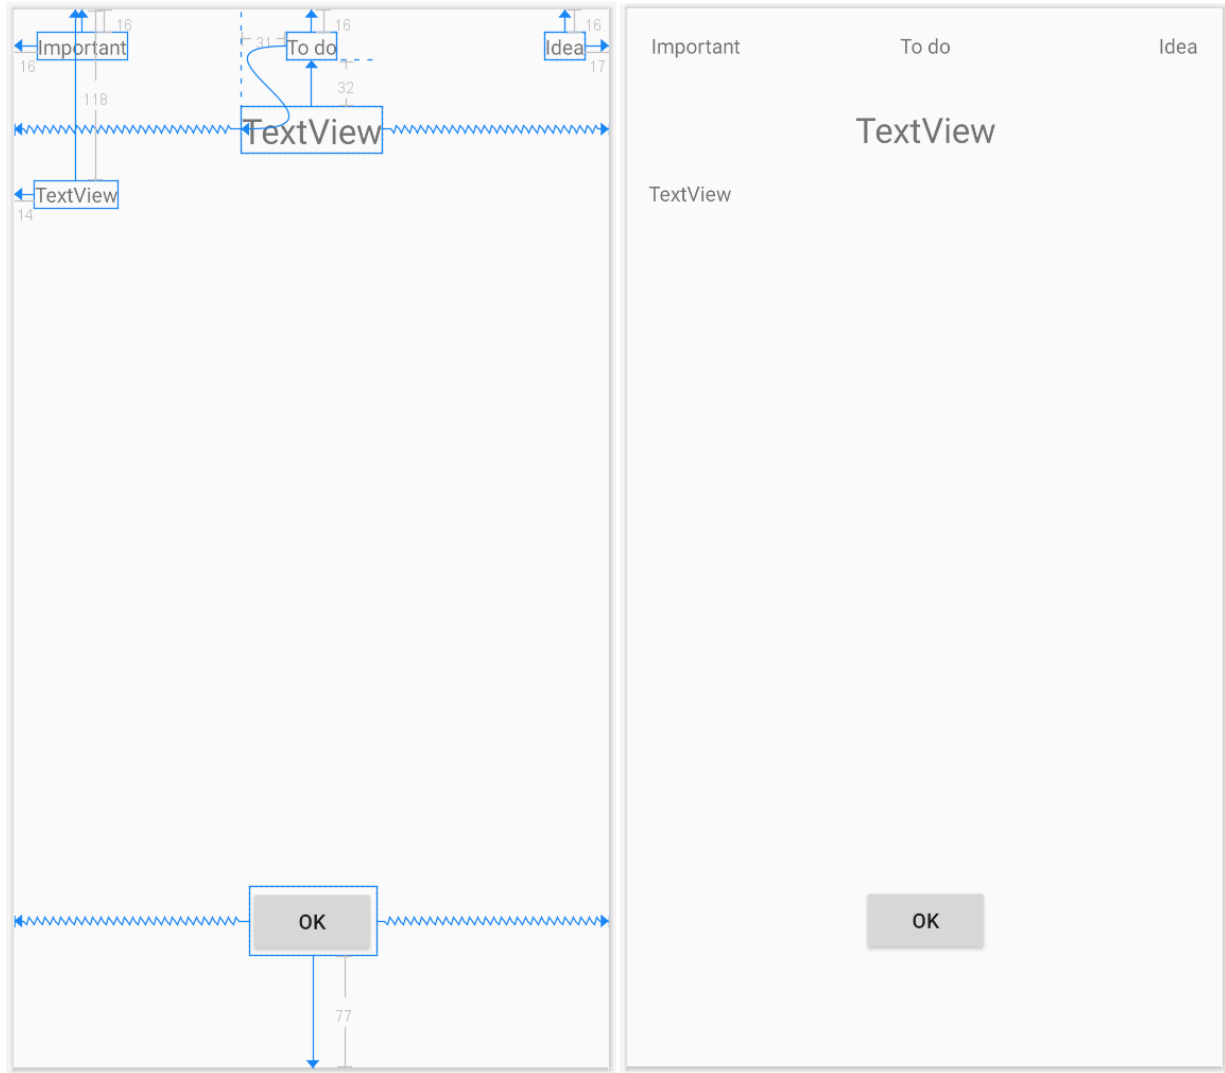 16 16 16
Important To do Idea
31
16 17
32
118
TextView
TextView
14
OK
77
Important To do Idea
TextView
TextView
OK